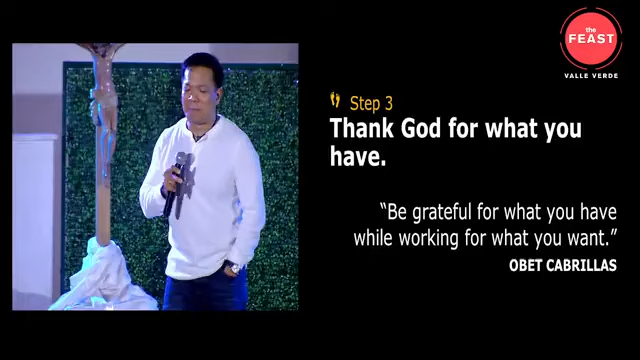 the
FEAST
VALLE VERDE
Step 3
Thank God for what you
have.
“Be grateful for what you have
while working for what you want.”
OBET CABRILLAS